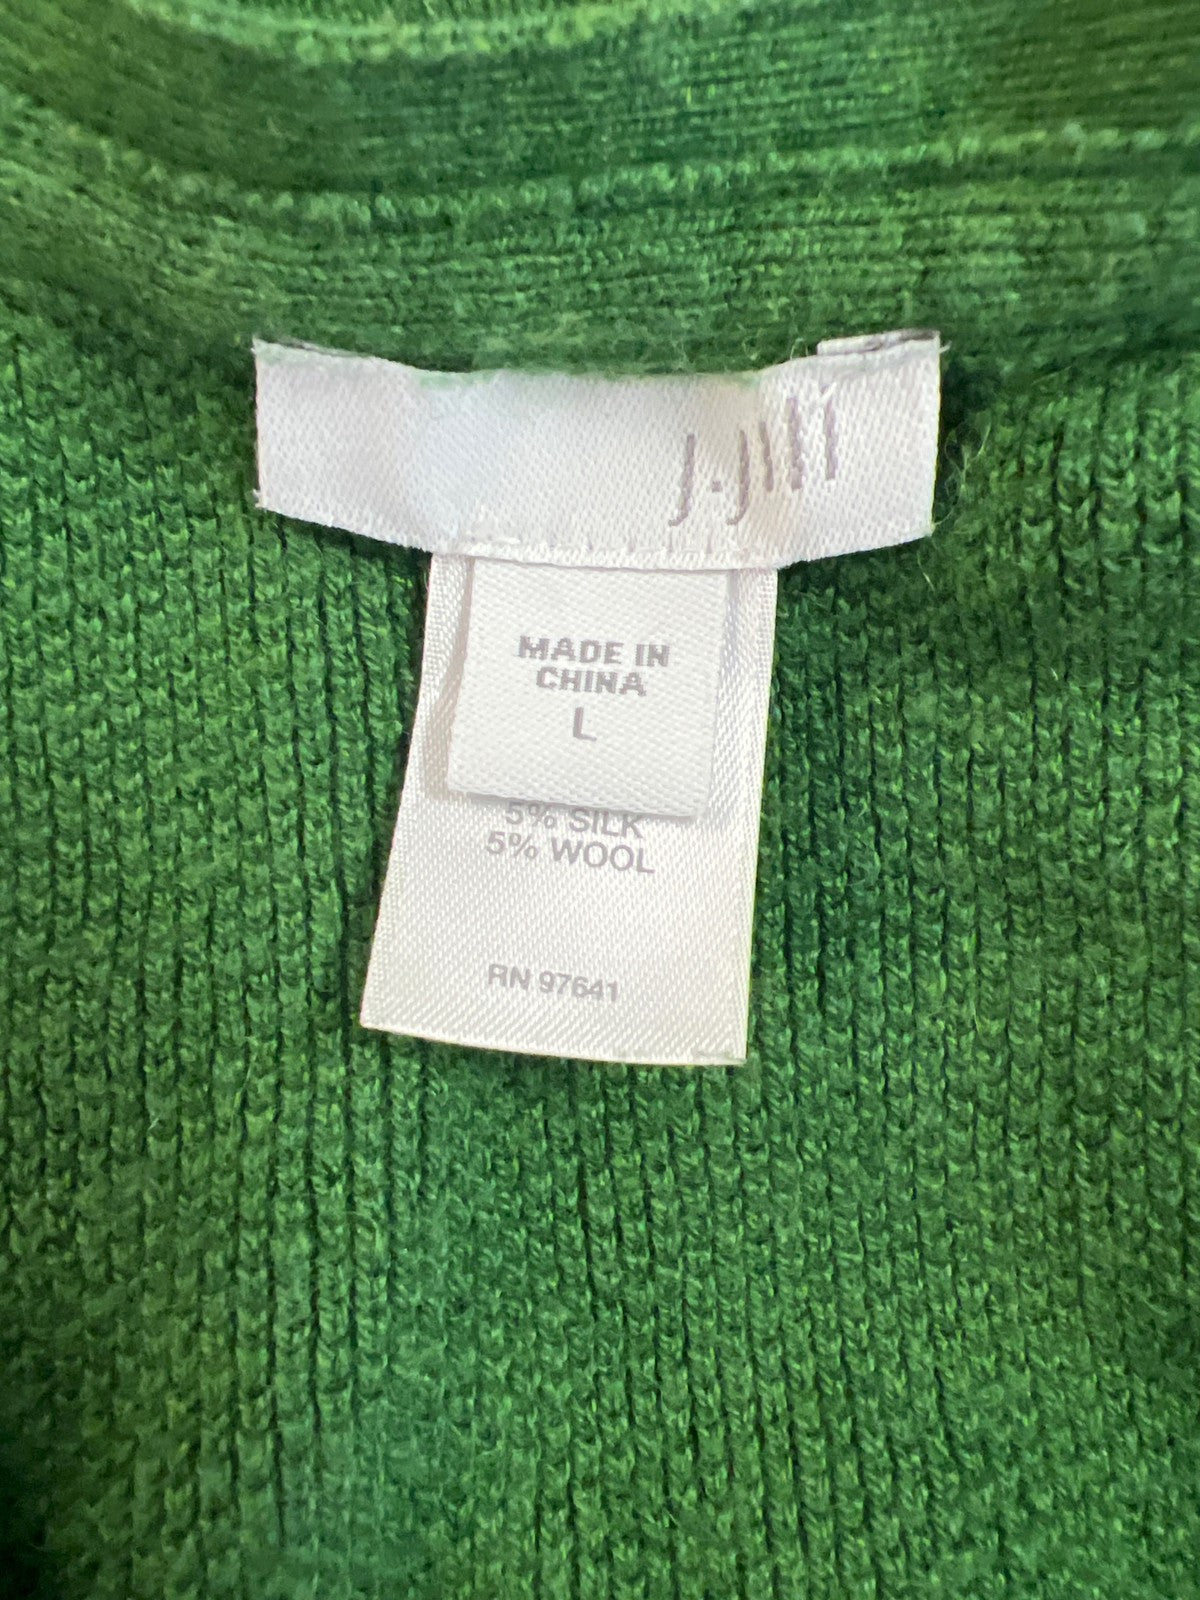 J.Jill
MADE IN
CHINA
L
5% SILK
5% WOOL
RN 97641